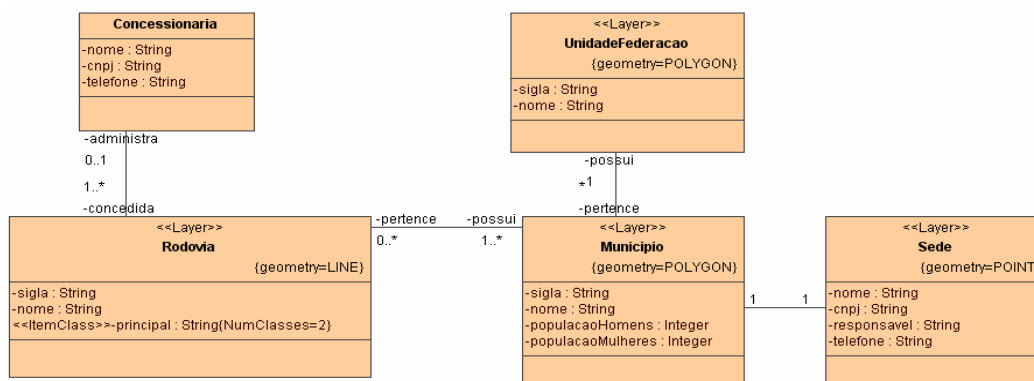 Concessionaria
-nome : String
-cnpj : String
-telefone : String
<<Layer>>
UnidadeFederacao
{geometry=POLYGON}
-sigla : String
-nome : String
-administra
0..1
1..*
-concedida
-possui
*1
-pertence
-pertence
0..*
-possui
1..*
<<Layer>>
Rodovia
{geometry=LINE}
-sigla : String
-nome : String
<<ItemClass>>-principal : String{NumClasses=2}
<<Layer>>
Município
{geometry=POLYGON}
-sigla : String
-nome : String
-populacaoHomens : Integer
-populacaoMulheres : Integer
1
1
<<Layer>>
Sede
{geometry=POINT
-nome : String
-cnpj : String
-responsavel : String
-telefone : String